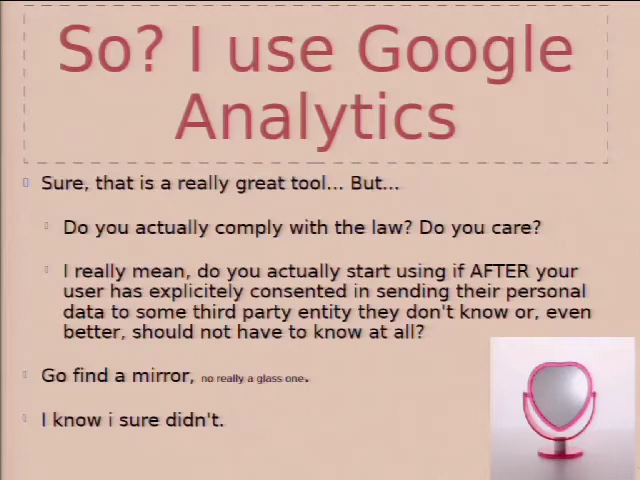 So? I use Google
Analytics
Sure, that is a really great tool... But...
Do you actually comply with the law? Do you care?
I really mean, do you actually start using if AFTER your
user has explicitely consented in sending their personal
data to some third party entity they don't know or, even
better, should not have to know at all?
Go find a mirror, no really a glass one.
I know i sure didn't.